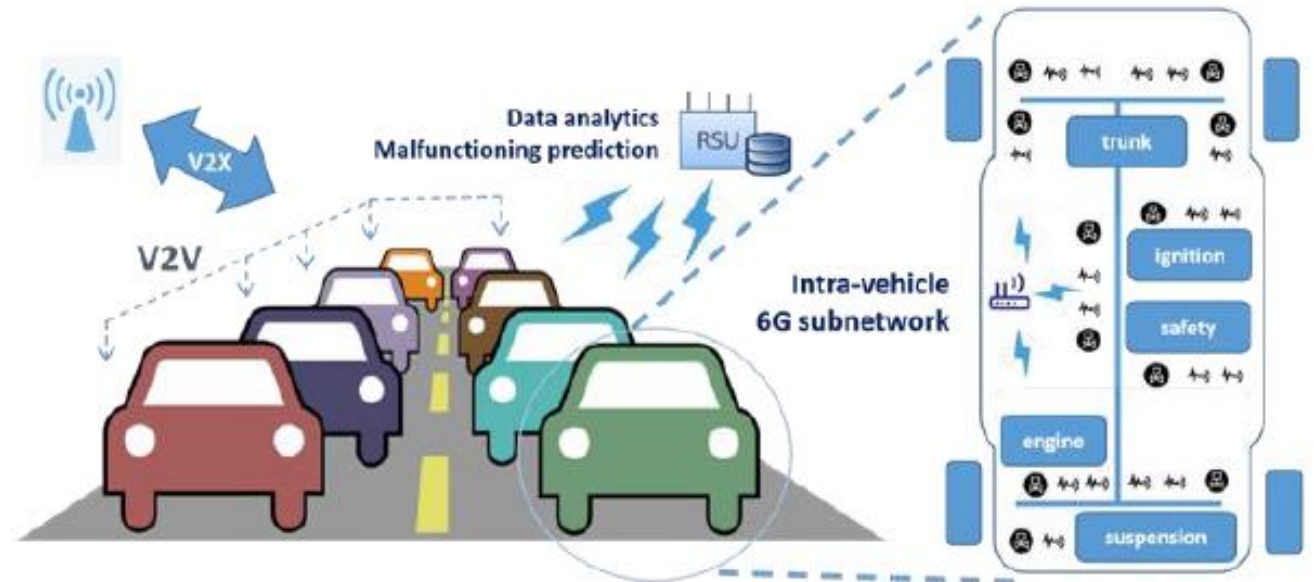 V2X
V2V
Data analytics
Malfunctioning prediction
RSU
Intra-vehicle
6G subnetwork
trunk
ignition
safety
engine
suspension